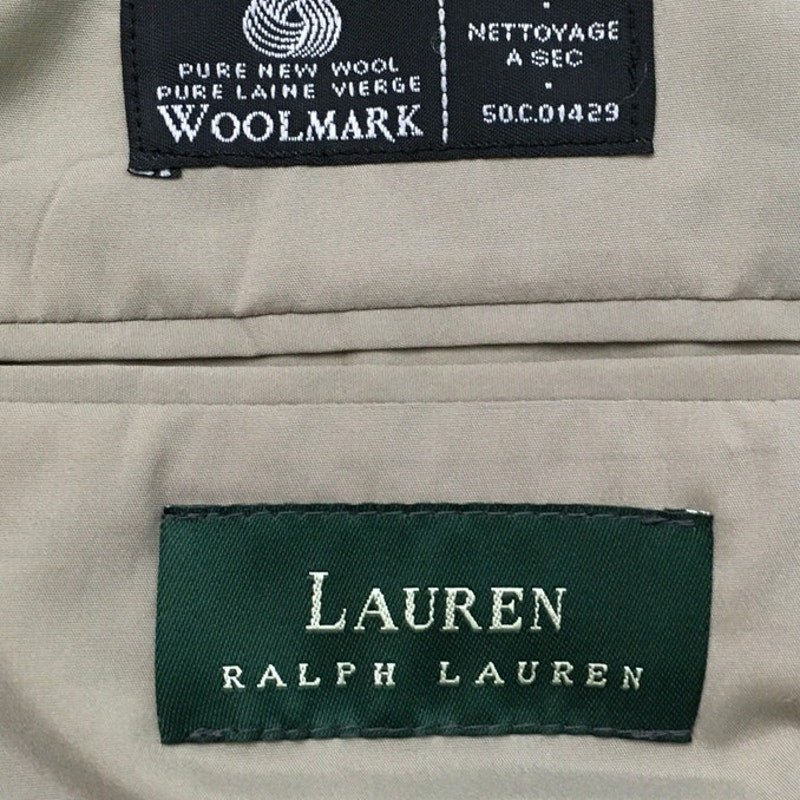 PURE NEW WOOL
PURE LAINE VIERGE
WOOLMARK
NETTOYAGE
A SEC
50.C.01429
LAUREN
RALPH LAUREN